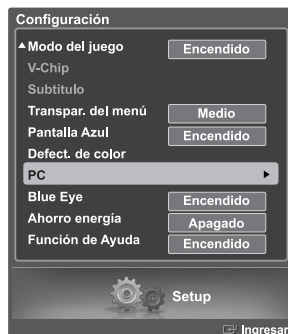 Configuración
Modo del juego Encendido
V-Chip
Subtitulo
Transpar. del menú Medio
Pantalla Azul Encendido
Defect. de color
PC
Blue Eye Encendido
Ahorro energía Apagado
Función de Ayuda Encendido
Setup
Ingresar